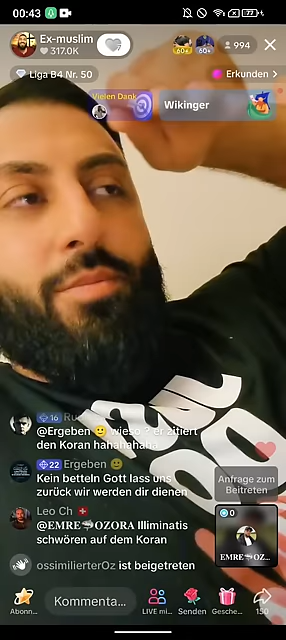 00:43
77
Ex-muslim
317.0K
60+
60+
994
Liga B4 Nr. 50
Erkunden >
Vielen Dank
Wikinger
16
@Ergeben 🙂 wieso ? er zitiert
den Koran hahahahaha
22 Ergeben 🙂
Kein betteln Gott lass uns
zurück wir werden dir dienen
Anfrage zum
Beitreten
Leo Ch 🇨🇭
@EMRE🦈OZORA Illiminatis
schwören auf dem Koran
0
EMRE🦈OZ...
ossimilierterOz ist beigetreten
Abonn...
Kommenta...
LIVE mi...
Senden
Gesche...
150